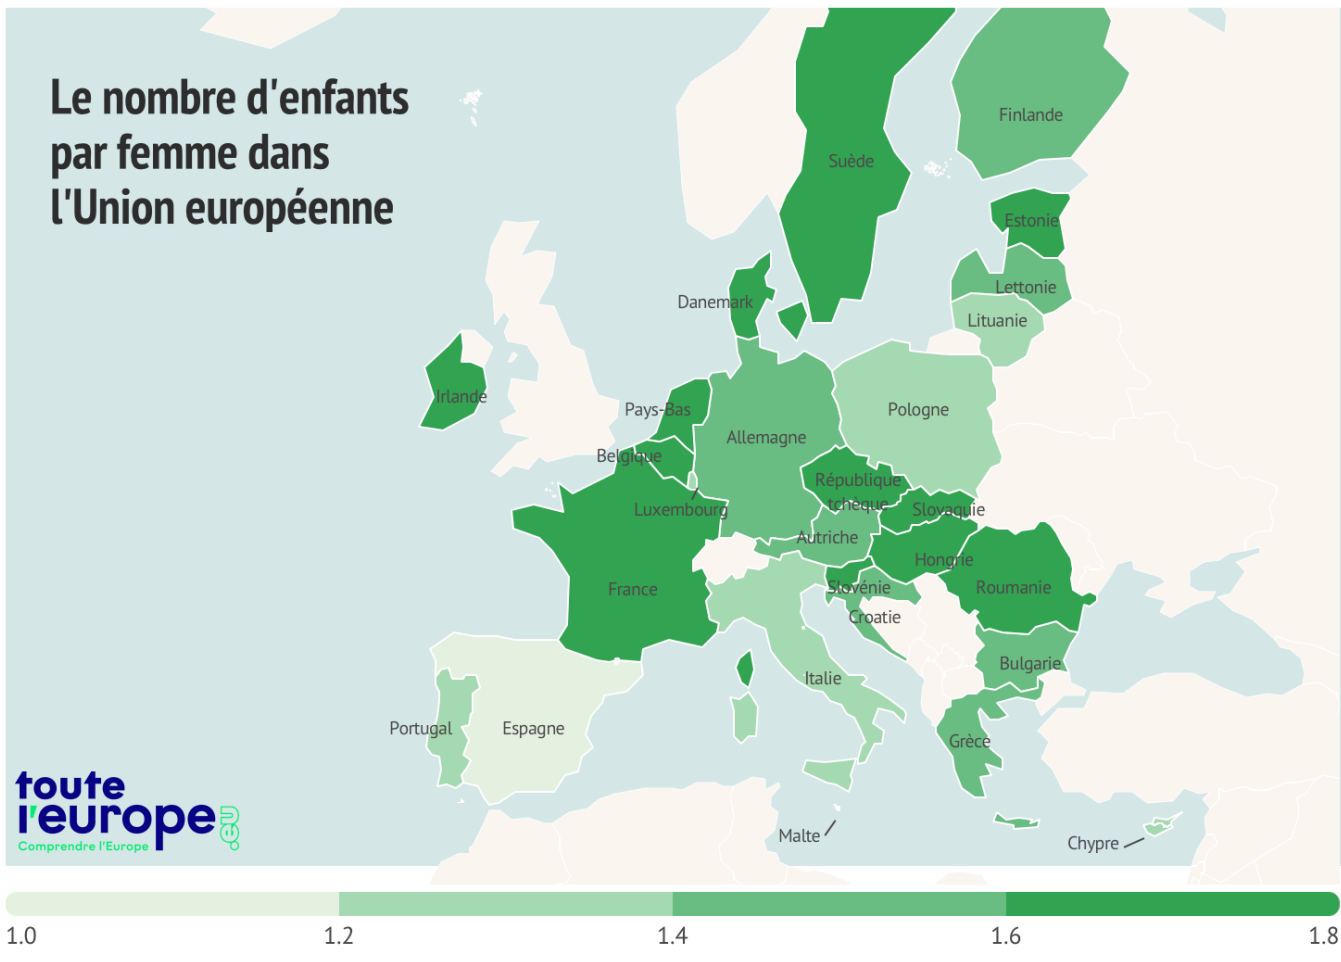 Le nombre d'enfants
par femme dans
l'Union européenne
Finlande
Suède
Estonie
Lettonie
Lituanie
Danemark
Irlande
Pays-Bas
Pologne
Allemagne
Belgique
République
tchèque
Luxembourg
Slovaquie
Autriche
Hongrie
France
Slovénie
Roumanie
Croatie
Bulgarie
Italie
Portugal
Espagne
Grèce
Malte
Chypre
toute
l'europe.eu
Comprendre l'Europe
1.0 1.2 1.4 1.6 1.8